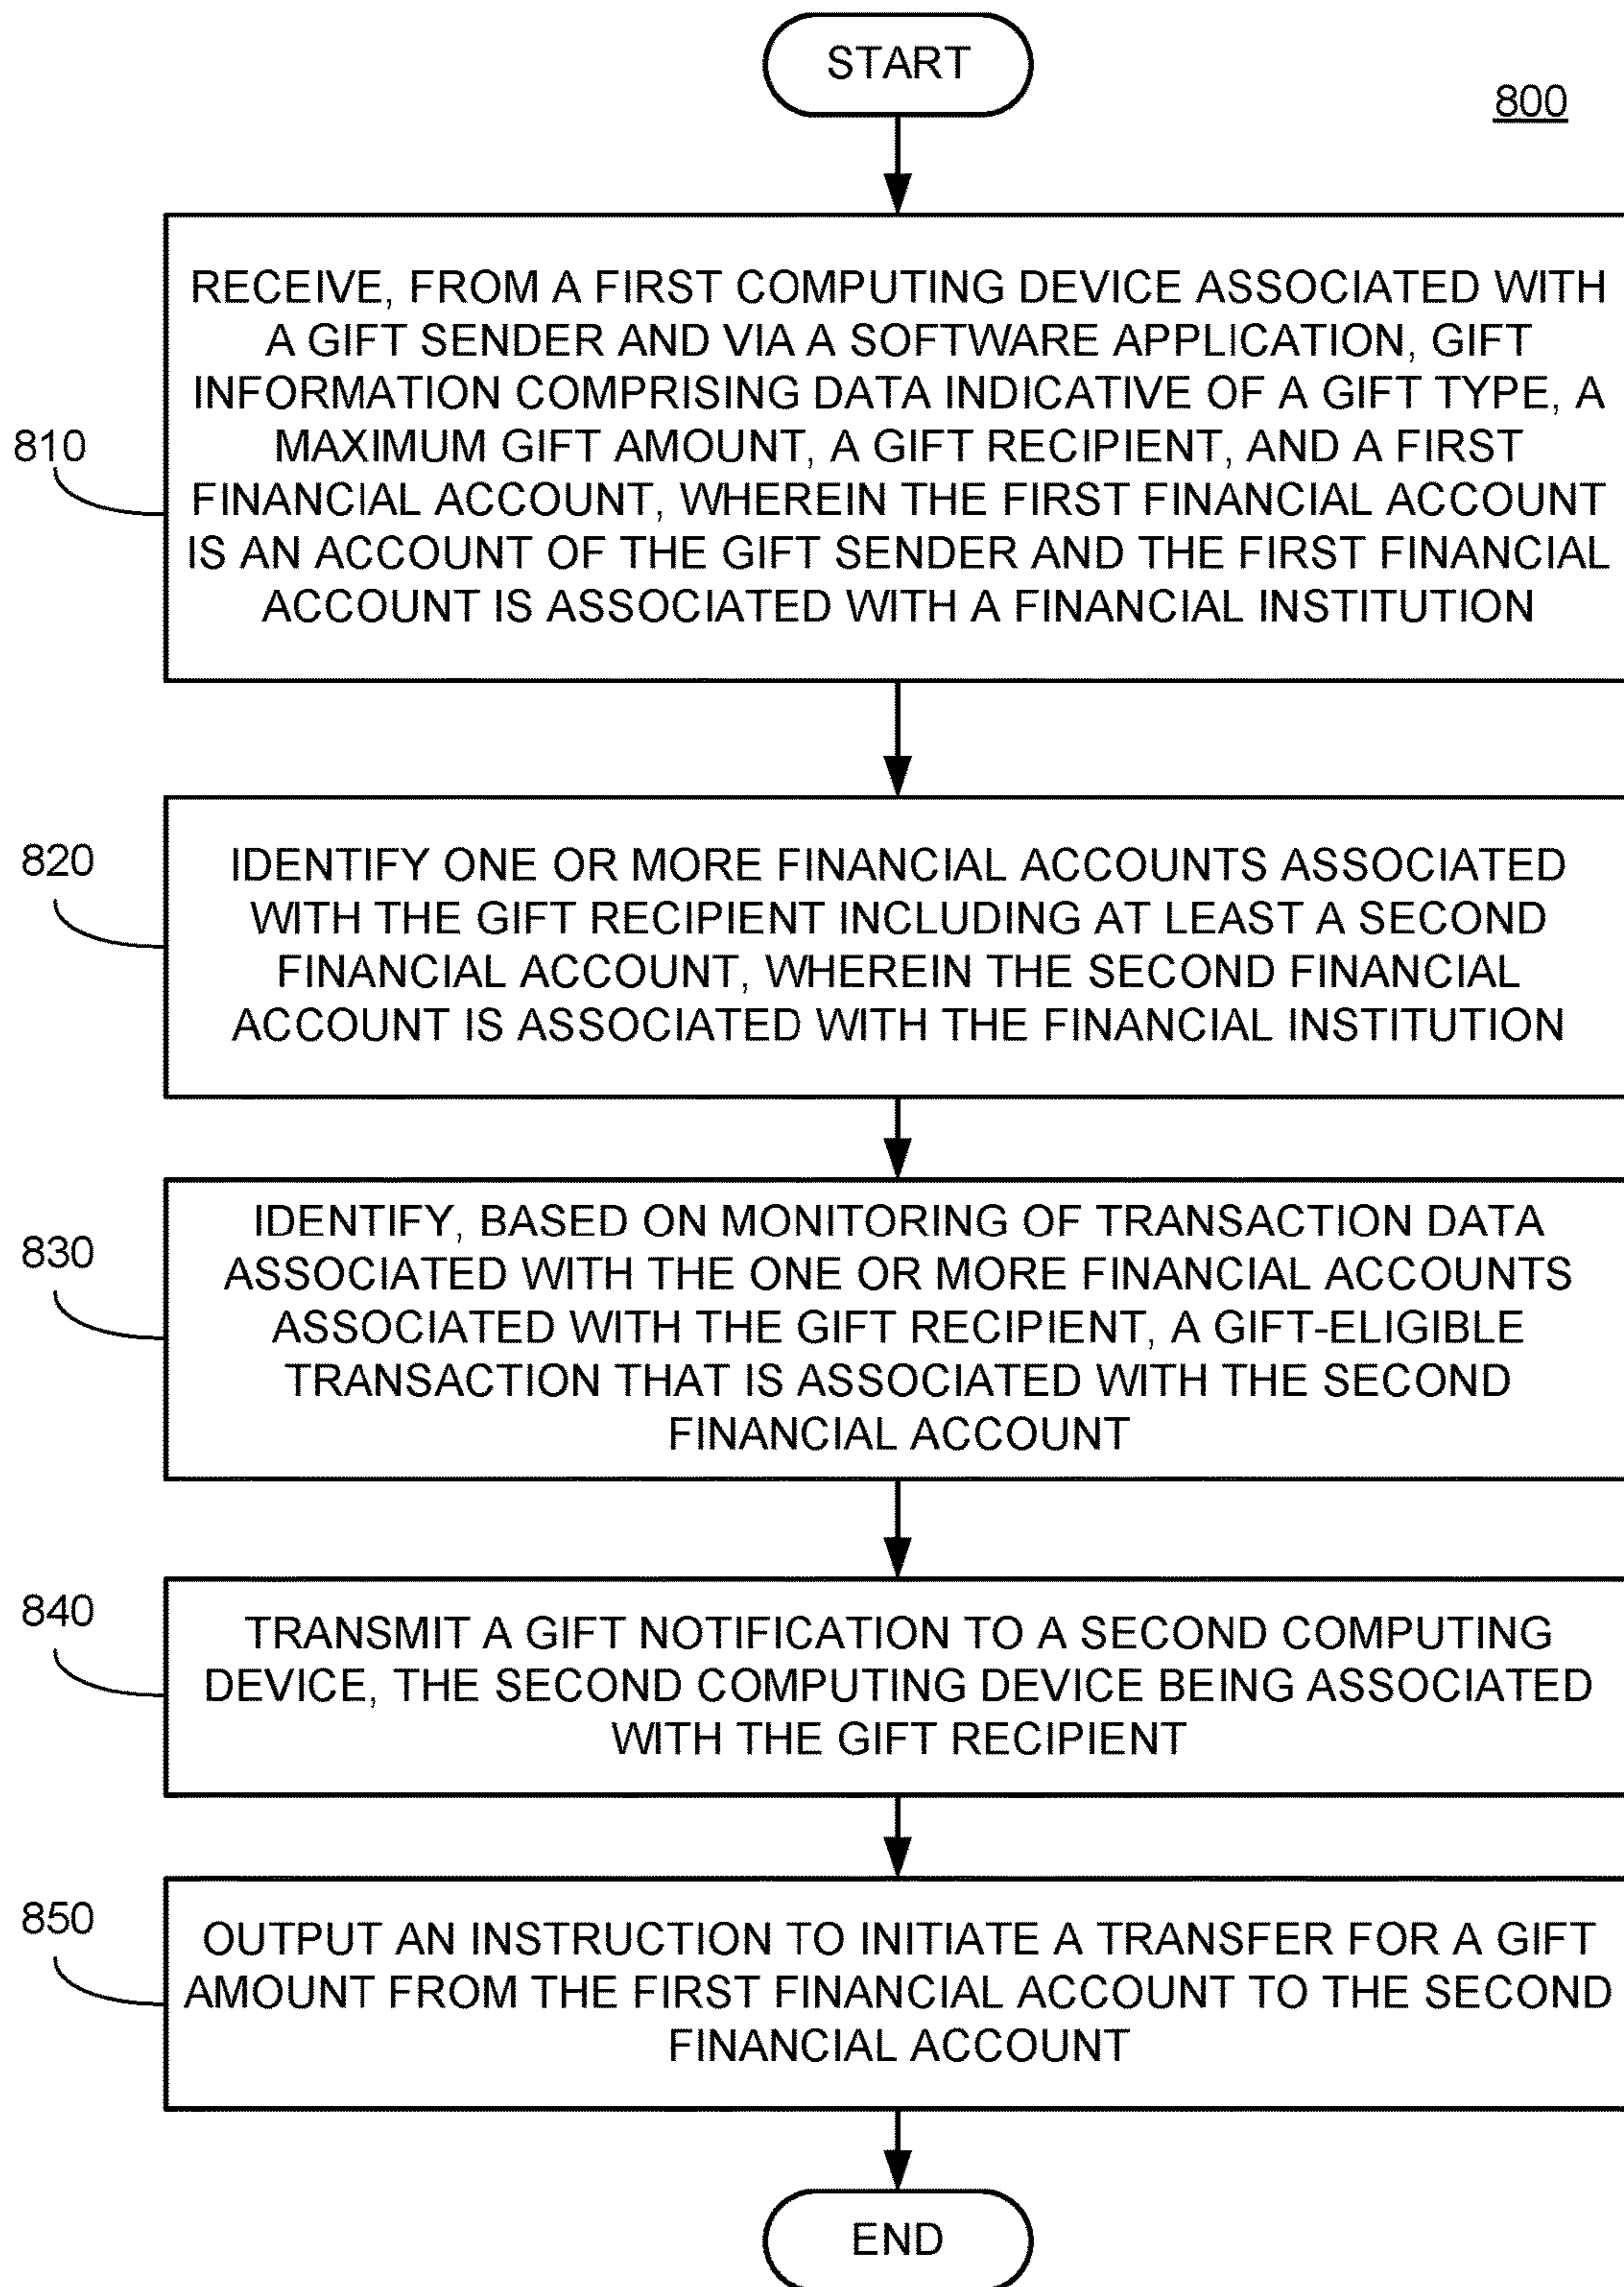 START
800
RECEIVE, FROM A FIRST COMPUTING DEVICE ASSOCIATED WITH
A GIFT SENDER AND VIA A SOFTWARE APPLICATION, GIFT
INFORMATION COMPRISING DATA INDICATIVE OF A GIFT TYPE, A
MAXIMUM GIFT AMOUNT, A GIFT RECIPIENT, AND A FIRST
FINANCIAL ACCOUNT, WHEREIN THE FIRST FINANCIAL ACCOUNT
IS AN ACCOUNT OF THE GIFT SENDER AND THE FIRST FINANCIAL
ACCOUNT IS ASSOCIATED WITH A FINANCIAL INSTITUTION
810
IDENTIFY ONE OR MORE FINANCIAL ACCOUNTS ASSOCIATED
WITH THE GIFT RECIPIENT INCLUDING AT LEAST A SECOND
FINANCIAL ACCOUNT, WHEREIN THE SECOND FINANCIAL
ACCOUNT IS ASSOCIATED WITH THE FINANCIAL INSTITUTION
820
IDENTIFY, BASED ON MONITORING OF TRANSACTION DATA
ASSOCIATED WITH THE ONE OR MORE FINANCIAL ACCOUNTS
ASSOCIATED WITH THE GIFT RECIPIENT, A GIFT-ELIGIBLE
TRANSACTION THAT IS ASSOCIATED WITH THE SECOND
FINANCIAL ACCOUNT
830
TRANSMIT A GIFT NOTIFICATION TO A SECOND COMPUTING
DEVICE, THE SECOND COMPUTING DEVICE BEING ASSOCIATED
WITH THE GIFT RECIPIENT
840
OUTPUT AN INSTRUCTION TO INITIATE A TRANSFER FOR A GIFT
AMOUNT FROM THE FIRST FINANCIAL ACCOUNT TO THE SECOND
FINANCIAL ACCOUNT
850
END